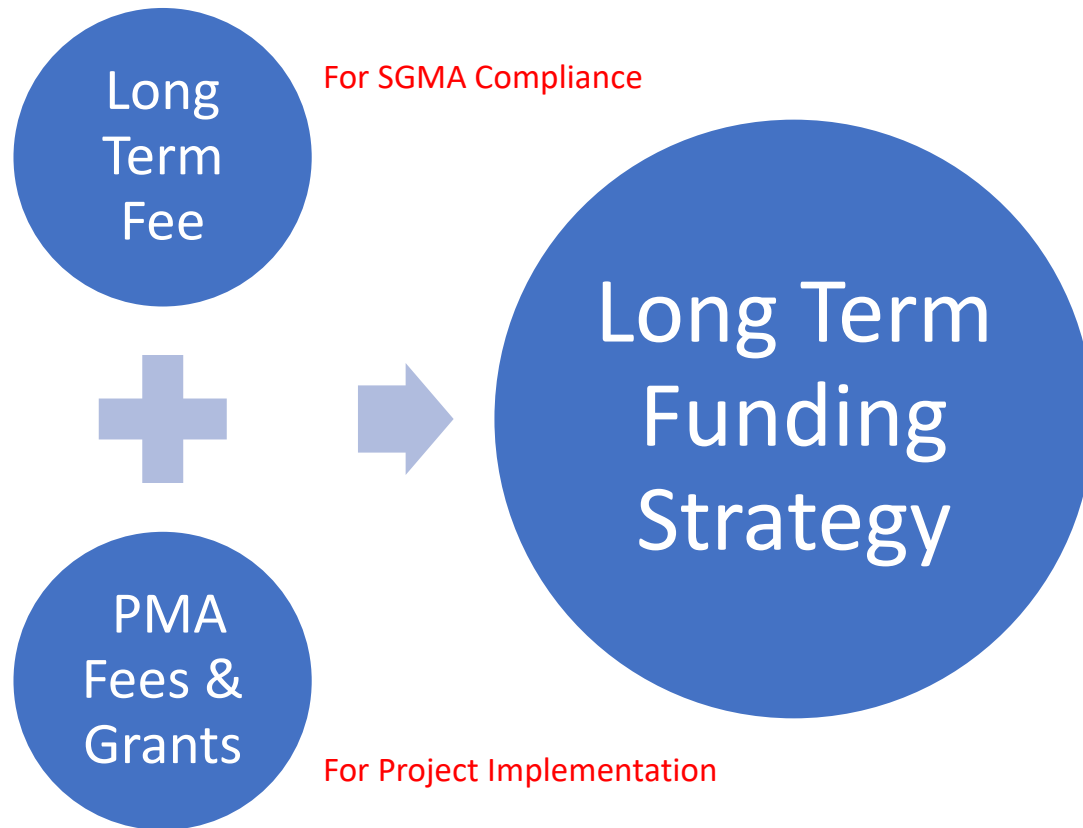 Long
Term
Fee
For SGMA Compliance
PMA
Fees &
Grants
For Project Implementation
Long Term
Funding
Strategy